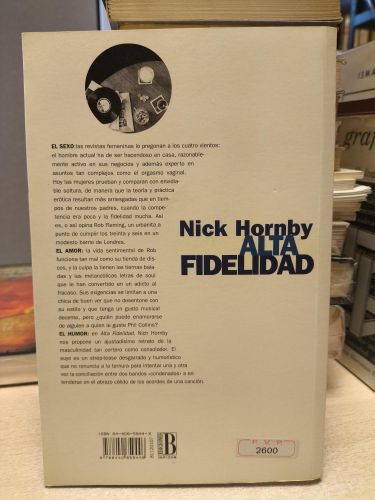 EL SEXO: las revistas femeninas lo pregonan a los cuatro vientos:
el hombre actual ha de ser hacendoso en casa, razonable-
mente activo en sus negocios y además experto en
asuntos tan complejos como el orgasmo vaginal.
Hoy las mujeres prueban y comparan con envidia-
ble soltura, de manera que la teoría y práctica
erótica resultan más arriesgadas que en tiem-
pos de nuestros padres, cuando la compe-
tencia era poca y la fidelidad mucha. Así
es, o así opina Rob Fleming, un urbanita a
punto de cumplir los treinta y seis en un
modesto barrio de Londres.
EL AMOR: la vida sentimental de Rob
funciona tan mal como su tienda de dis-
cos, y la culpa la tienen las tiernas bala-
das y las melancólicas letras de soul
que le han convertido en un adicto al
fracaso. Sus exigencias se limitan a una
chica de buen ver que no desentone con
su estilo y que tenga un gusto musical
decente, pero ¿quién puede enamorarse
de alguien a quien le guste Phil Collins?
EL HUMOR: en Alta Fidelidad, Nick Hornby
nos propone un ajustadísimo retrato de la
masculinidad tan certero como consolador. El
suyo es un streep-tease desgarrado y humorístico
que no renuncia a la ternura para intentar una y otra
vez la conciliación entre dos bandos «condenados» a en-
tenderse en el abrazo cálido de los acordes de una canción.
Nick Hornby
ALTA
FIDELIDAD
EDICIONES
B
P.V.P.
2600